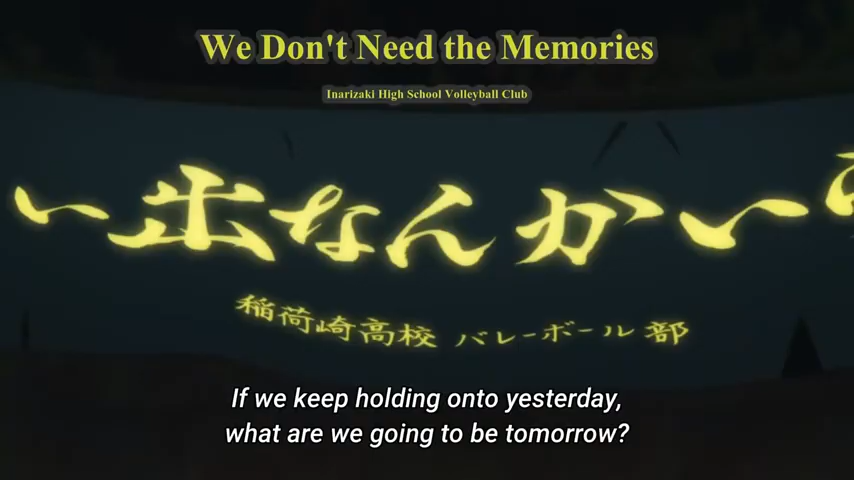 We Don't Need the Memories
Inarizaki High School Volleyball Club
い出なんかい
稲荷崎高校 バレーボール部
If we keep holding onto yesterday,
what are we going to be tomorrow?